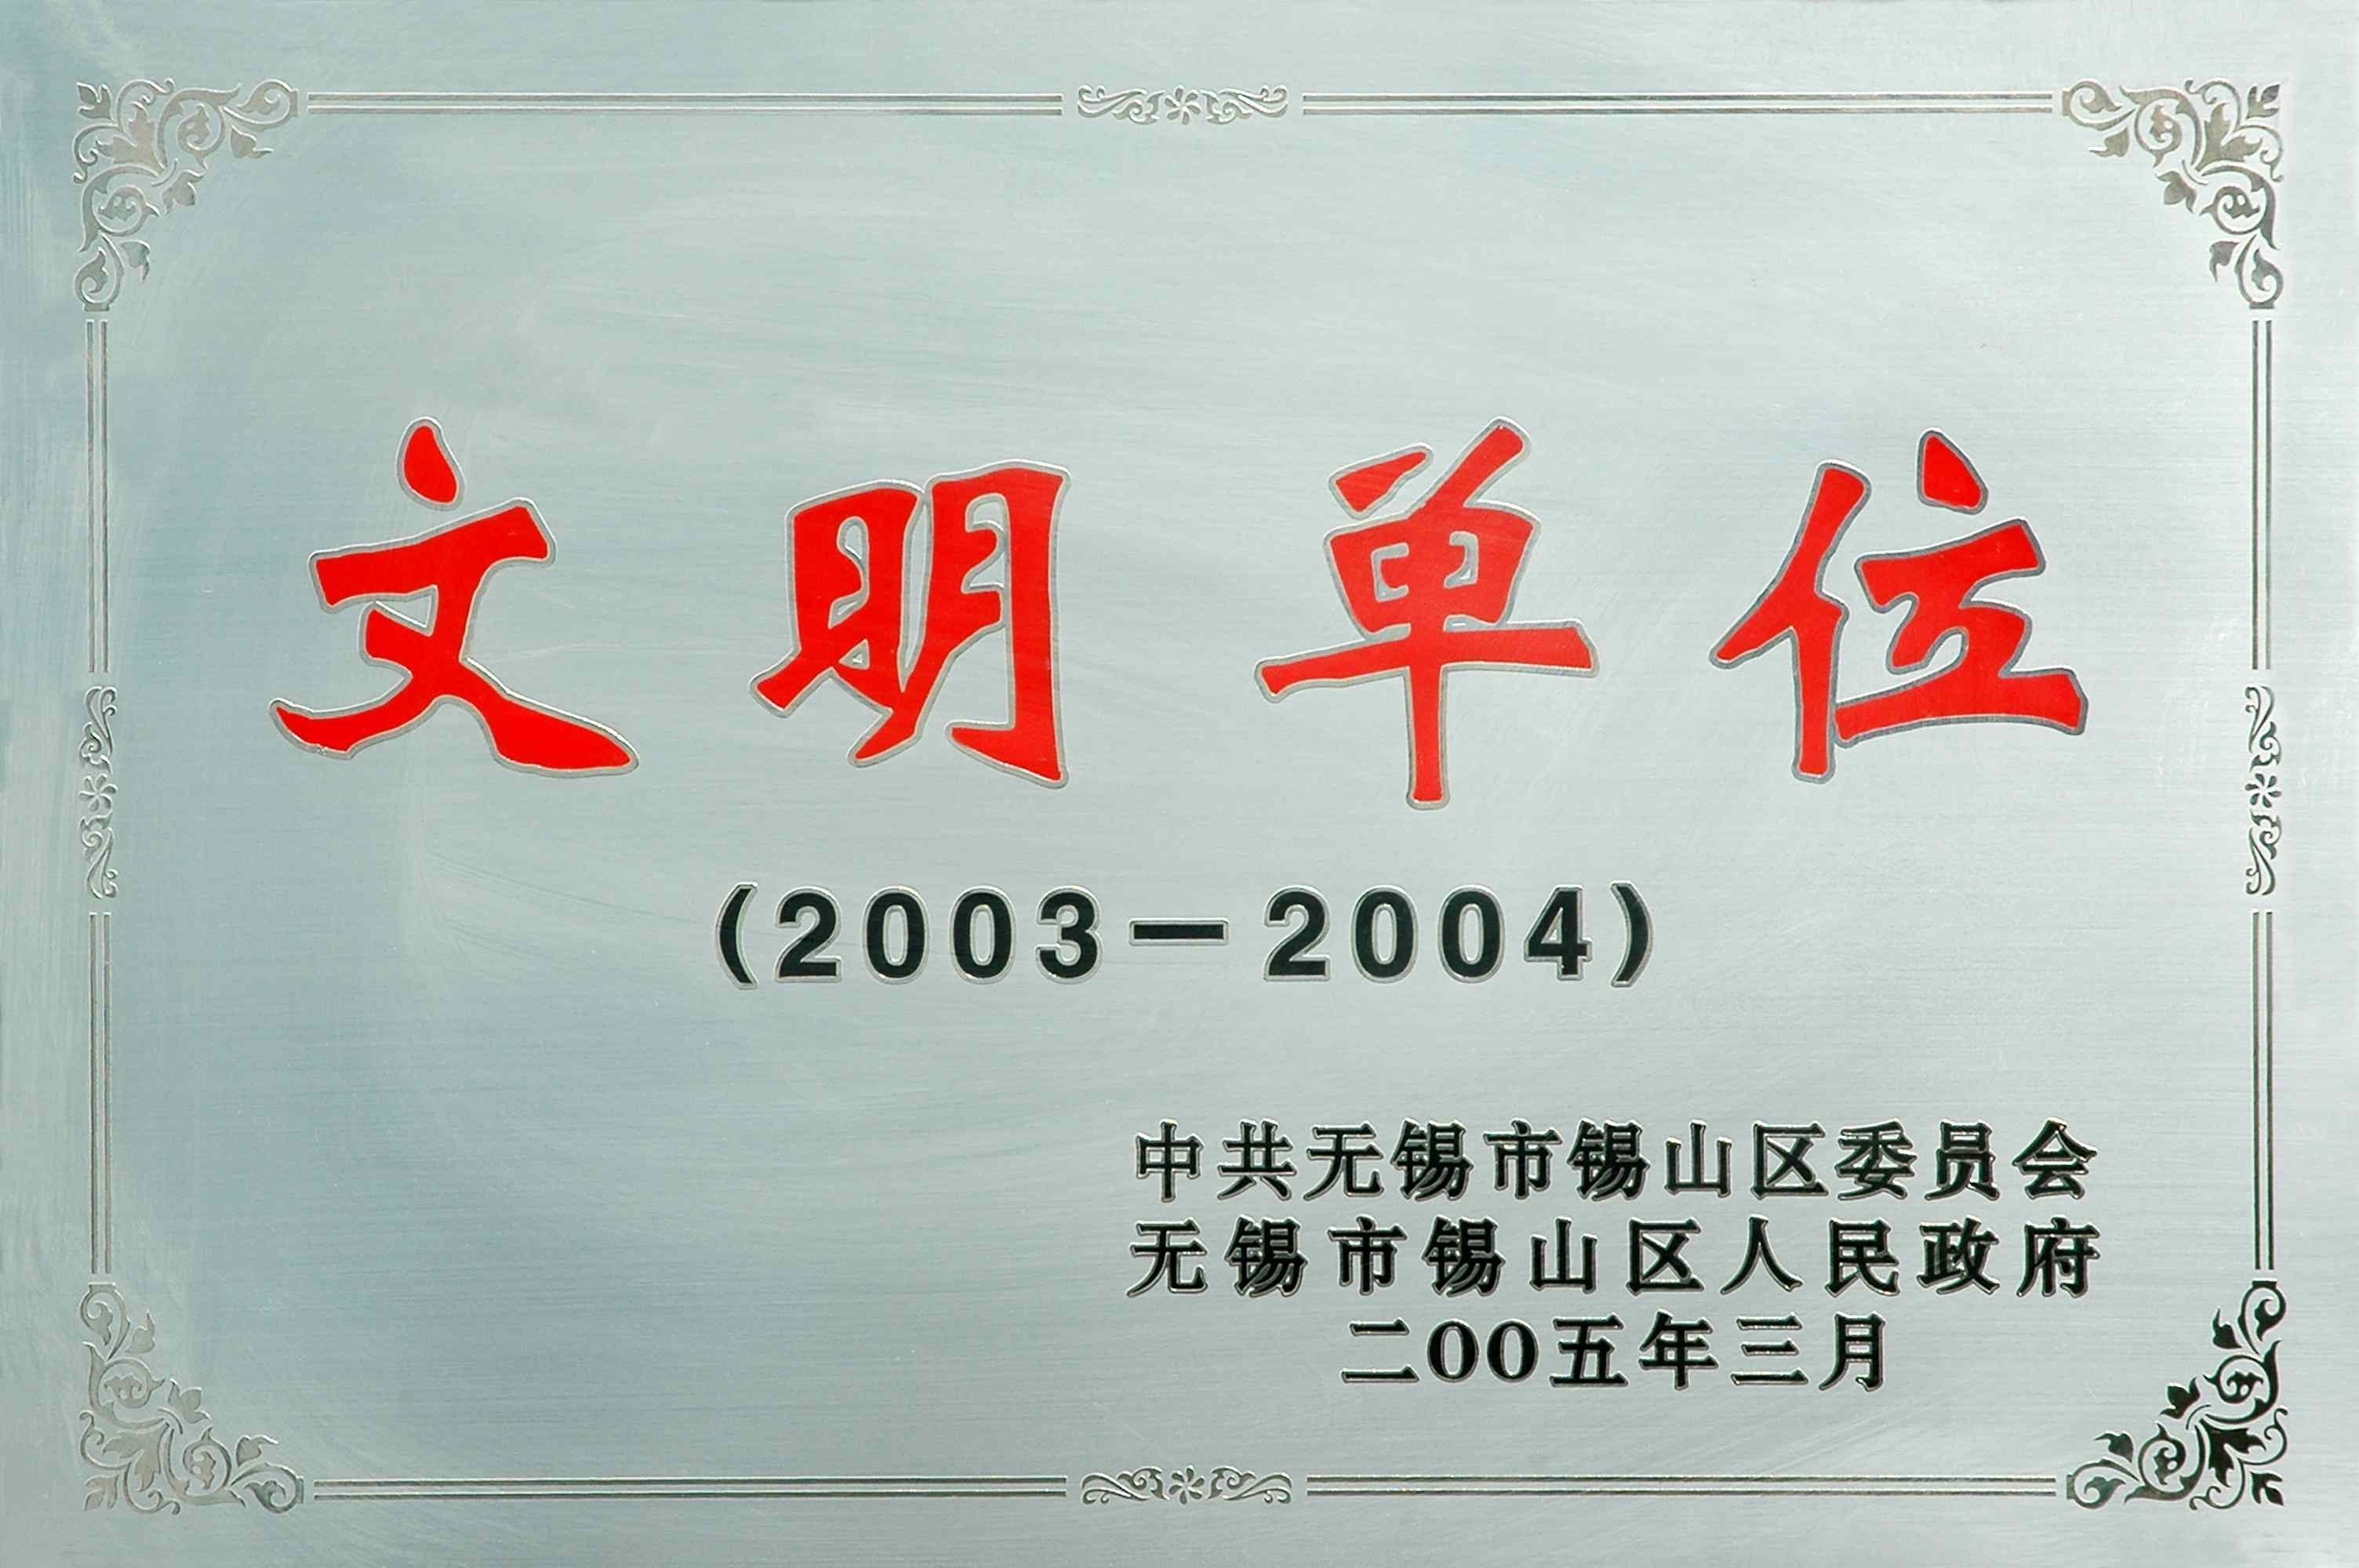 文明单位
(2003－2004)
中共无锡市锡山区委员会
无锡市锡山区人民政府
二00五年三月